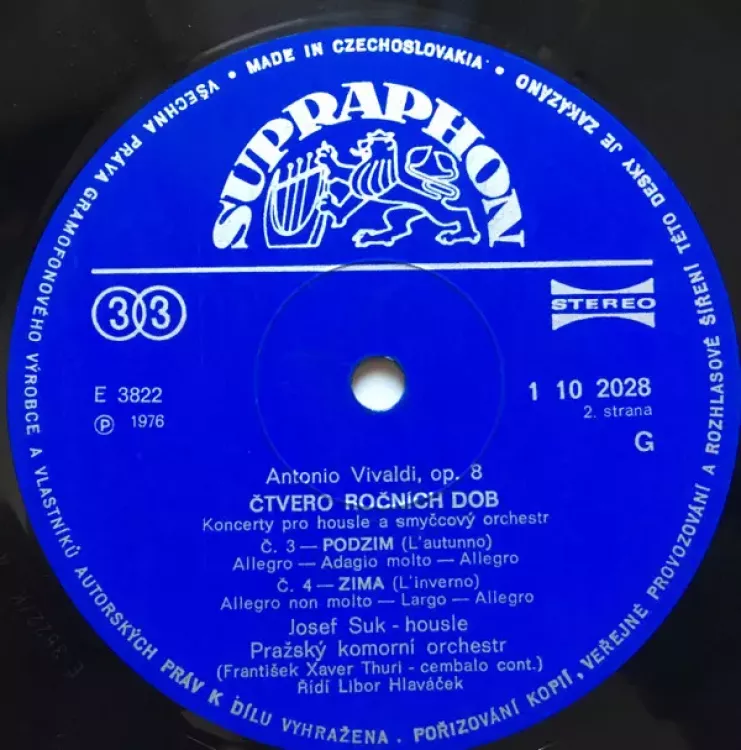 VŠECHNA PRÁVA GRAMOFONOVÉHO VÝROBCE A VLASTNÍKŮ AUTORSKÝCH PRÁV K DÍLU VYHRAŽENA. POŘIZOVÁNÍ KOPIÍ, VEŘEJNÉ PROVOZOVÁNÍ A ROZHLASOVÉ ŠÍŘENÍ TÉTO DESKY JE ZAKÁZÁNO • MADE IN CZECHOSLOVAKIA •
SUPRAPHON
33
STEREO
E 3822
1 10 2028
℗ 1976
2. strana
G
Antonio Vivaldi, op. 8
ČTVERO ROČNÍCH DOB
Koncerty pro housle a smyčcový orchestr
Č. 3 — PODZIM (L'autunno)
Allegro — Adagio molto — Allegro
Č. 4 — ZIMA (L'inverno)
Allegro non molto — Largo — Allegro
Josef Suk - housle
Pražský komorní orchestr
(František Xaver Thuri - cembalo cont.)
Řídí Libor Hlaváček